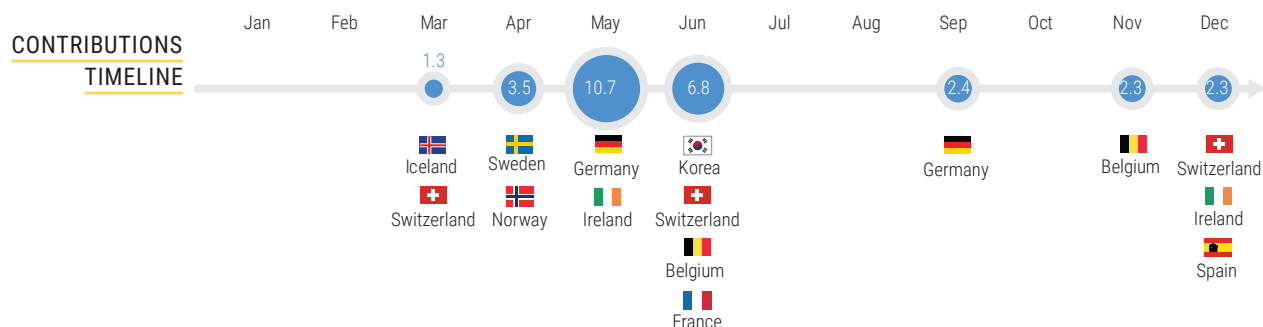 Jan Feb Mar Apr May Jun Jul Aug Sep Oct Nov Dec
CONTRIBUTIONS
TIMELINE
1.3
3.5 10.7 6.8 2.4 2.3 2.3
Iceland Sweden Germany Korea Germany Belgium Switzerland
Switzerland Norway Ireland Switzerland Ireland
Belgium Spain
France